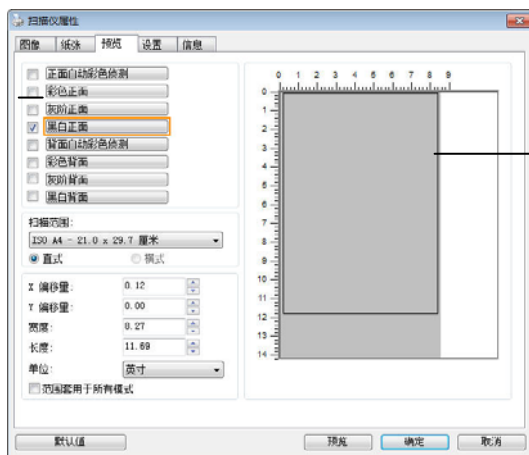 扫描仪属性
图像 纸张 预览 设置 信息
正面自动彩色侦测
彩色正面
灰阶正面
黑白正面
背面自动彩色侦测
彩色背面
灰阶背面
黑白背面
扫描范围:
ISO A4 - 21.0 x 29.7 厘米
直式 横式
X 偏移量: 0.12
Y 偏移量: 0.00
宽度: 8.27
长度: 11.69
单位: 英寸
范围套用于所有模式
0 1 2 3 4 5 6 7 8 9
0
1
2
3
4
5
6
7
8
9
10
11
12
13
14
默认值 预览 确定 取消